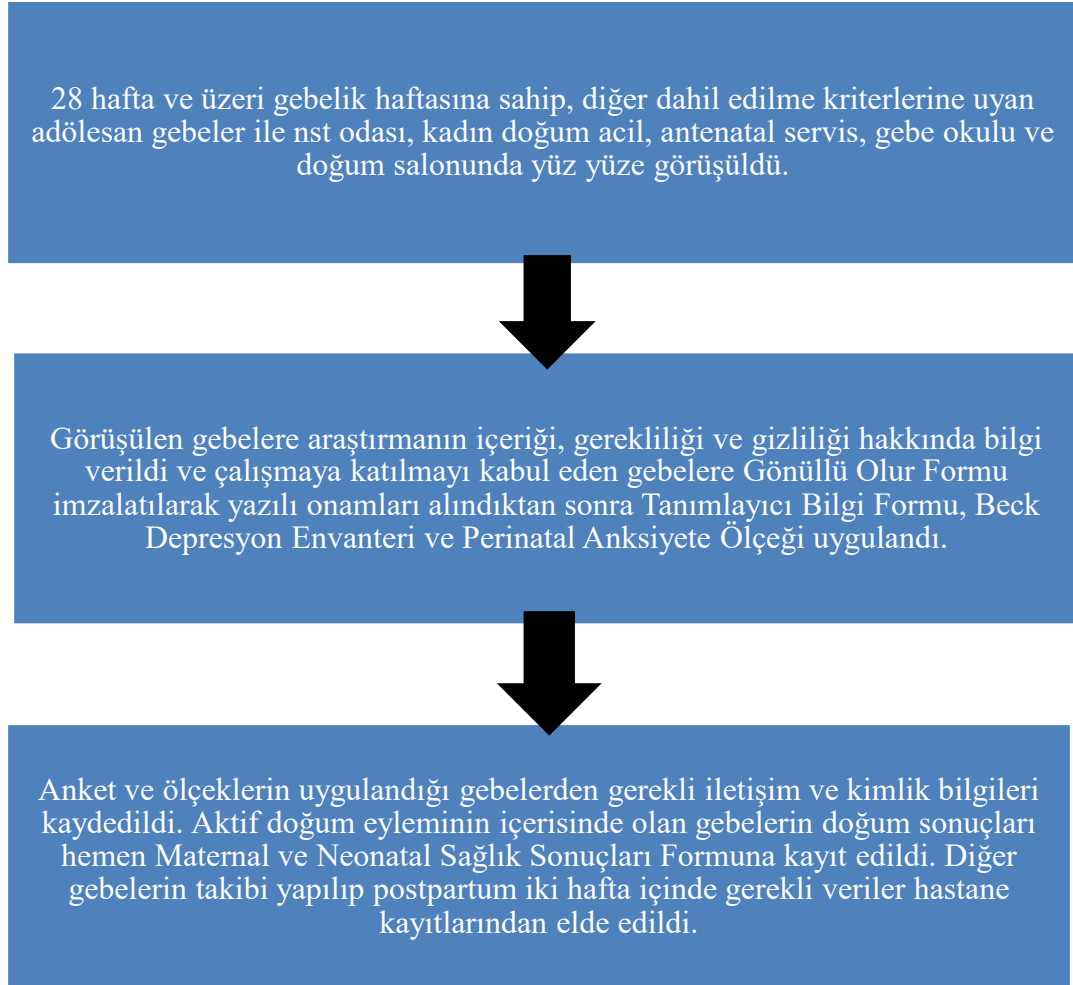 28 hafta ve üzeri gebelik haftasına sahip, diğer dahil edilme kriterlerine uyan
adölesan gebeler ile nst odası, kadın doğum acil, antenatal servis, gebe okulu ve
doğum salonunda yüz yüze görüşüldü.
Görüşülen gebelere araştırmanın içeriği, gerekliliği ve gizliliği hakkında bilgi
verildi ve çalışmaya katılmayı kabul eden gebelere Gönüllü Olur Formu
imzalatılarak yazılı onamları alındıktan sonra Tanımlayıcı Bilgi Formu, Beck
Depresyon Envanteri ve Perinatal Anksiyete Ölçeği uygulandı.
Anket ve ölçeklerin uygulandığı gebelerden gerekli iletişim ve kimlik bilgileri
kaydedildi. Aktif doğum eyleminin içerisinde olan gebelerin doğum sonuçları
hemen Maternal ve Neonatal Sağlık Sonuçları Formuna kayıt edildi. Diğer
gebelerin takibi yapılıp postpartum iki hafta içinde gerekli veriler hastane
kayıtlarından elde edildi.